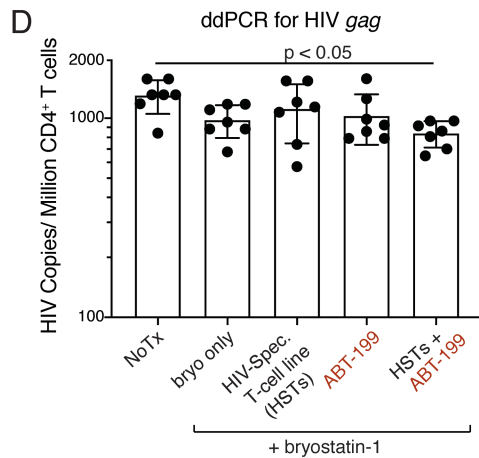 D
ddPCR for HIV gag
p < 0.05
HIV Copies/ Million CD4+ T cells
2000
1000
100
NoTx
bryo only
HIV-Spec.
T-cell line
(HSTs)
ABT-199
HSTs +
ABT-199
+ bryostatin-1